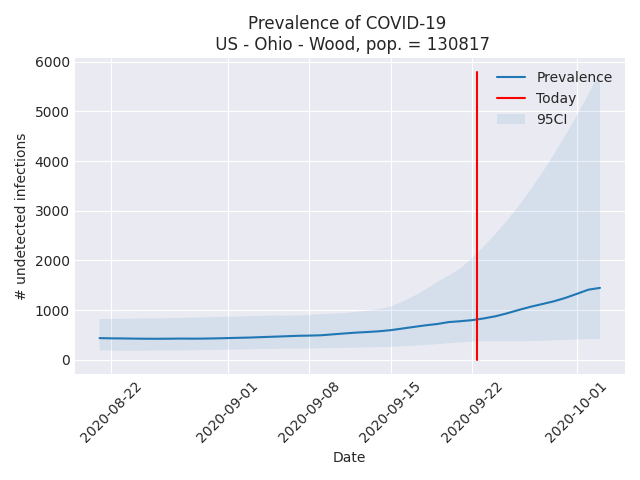 Prevalence of COVID-19
US - Ohio - Wood, pop. = 130817
# undetected infections
6000
5000
4000
3000
2000
1000
0
Prevalence
Today
95CI
2020-08-22
2020-09-01
2020-09-08
2020-09-15
2020-09-22
2020-10-01
Date